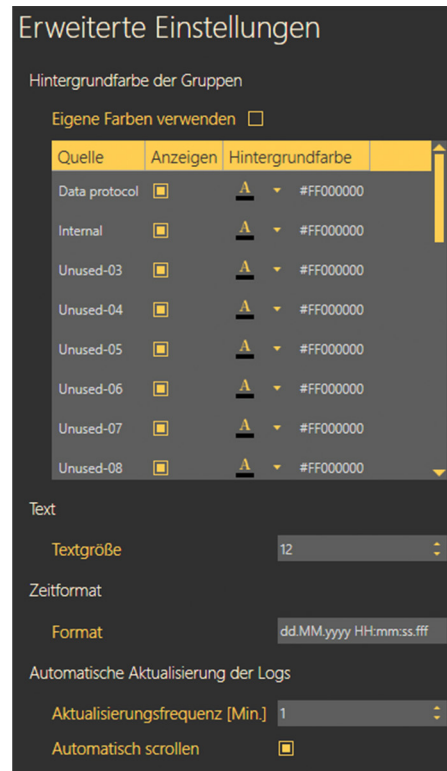 Erweiterte Einstellungen
Hintergrundfarbe der Gruppen
Eigene Farben verwenden
Quelle Anzeigen Hintergrundfarbe
Data protocol A #FF000000
Internal A #FF000000
Unused-03 A #FF000000
Unused-04 A #FF000000
Unused-05 A #FF000000
Unused-06 A #FF000000
Unused-07 A #FF000000
Unused-08 A #FF000000
Text
Textgröße 12
Zeitformat
Format dd.MM.yyyy HH:mm:ss.fff
Automatische Aktualisierung der Logs
Aktualisierungsfrequenz [Min.] 1
Automatisch scrollen